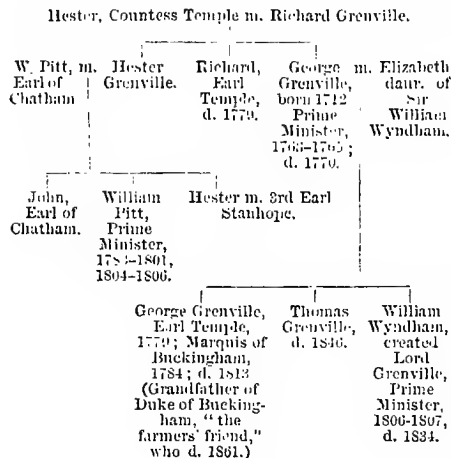 Hester, Countess Temple m. Richard Grenville.
W. Pitt, m.
Earl of
Chatham
Hester
Grenville.
Richard,
Earl
Temple,
d. 1779.
George
Grenville,
born 1712
Prime
Minister,
1763-1765;
d. 1770.
m. Elizabeth
daur. of
Sir
William
Wyndham.
John,
Earl of
Chatham.
William
Pitt,
Prime
Minister,
1783-1801,
1804-1806.
Hester m. 3rd Earl
Stanhope.
George Grenville,
Earl Temple,
1779; Marquis of
Buckingham,
1784; d. 1813
(Grandfather of
Duke of Bucking-
ham, "the
farmers' friend,"
who d. 1861.)
Thomas
Grenville,
d. 1846.
William
Wyndham,
created
Lord
Grenville,
Prime
Minister,
1806-1807,
d. 1834.